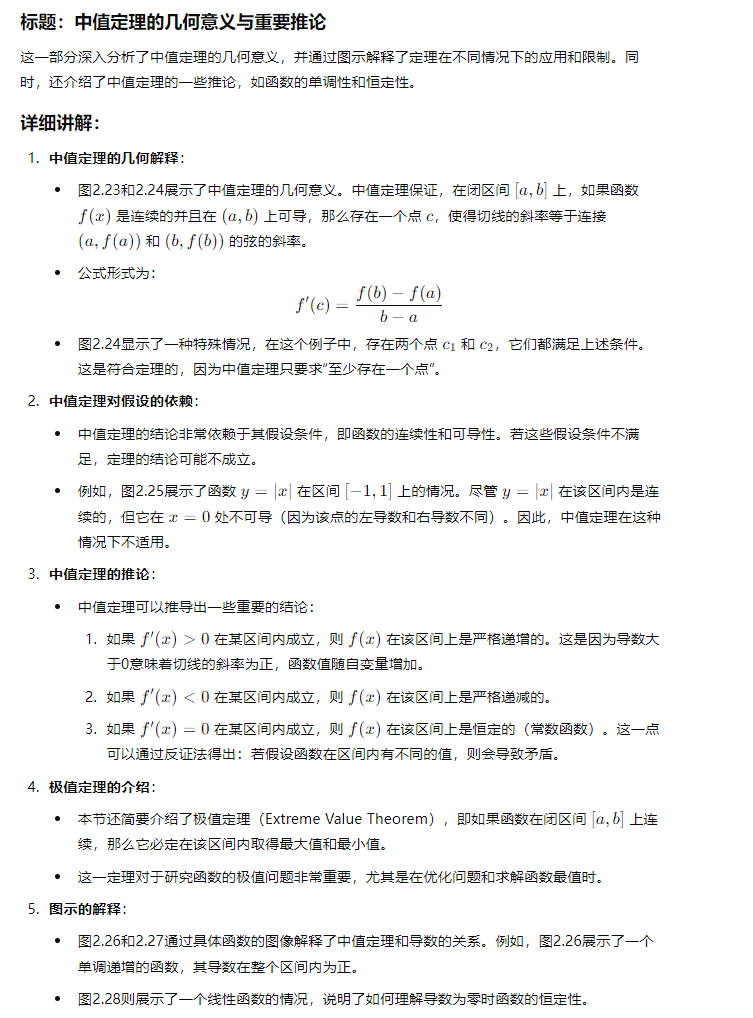 标题：中值定理的几何意义与重要推论
这一部分深入分析了中值定理的几何意义，并通过图示解释了定理在不同情况下的应用和限制。同
时，还介绍了中值定理的一些推论，如函数的单调性和恒定性。
详细讲解：
1. 中值定理的几何解释：
• 图2.23和2.24展示了中值定理的几何意义。中值定理保证，在闭区间 [a, b] 上，如果函数
f(x) 是连续的并且在 (a, b) 上可导，那么存在一个点 c，使得切线的斜率等于连接
(a, f(a)) 和 (b, f(b)) 的弦的斜率。
• 公式形式为：
f′(c) = \frac{f(b) − f(a)}{b − a}
• 图2.24显示了一种特殊情况，在这个例子中，存在两个点 c₁ 和 c₂，它们都满足上述条件。
这是符合定理的，因为中值定理只要求“至少存在一个点”。
2. 中值定理对假设的依赖：
• 中值定理的结论非常依赖于其假设条件，即函数的连续性和可导性。若这些假设条件不满
足，定理的结论可能不成立。
• 例如，图2.25展示了函数 y = |x| 在区间 [−1, 1] 上的情况。尽管 y = |x| 在该区间内是连
续的，但它在 x = 0 处不可导（因为该点的左导数和右导数不同）。因此，中值定理在这种
情况下不适用。
3. 中值定理的推论：
• 中值定理可以推导出一些重要的结论：
1. 如果 f′(x) > 0 在某区间内成立，则 f(x) 在该区间上是严格递增的。这是因为导数大
于0意味着切线的斜率为正，函数值随自变量增加。
2. 如果 f′(x) < 0 在某区间内成立，则 f(x) 在该区间上是严格递减的。
3. 如果 f′(x) = 0 在某区间内成立，则 f(x) 在该区间上是恒定的（常数函数）。这一点
可以通过反证法得出：若假设函数在区间内有不同的值，则会导致矛盾。
4. 极值定理的介绍：
• 本节还简要介绍了极值定理（Extreme Value Theorem），即如果函数在闭区间 [a, b] 上连
续，那么它必定在该区间内取得最大值和最小值。
• 这一定理对于研究函数的极值问题非常重要，尤其是在优化问题和求解函数最值时。
5. 图示的解释：
• 图2.26和2.27通过具体函数的图像解释了中值定理和导数的关系。例如，图2.26展示了一个
单调递增的函数，其导数在整个区间内为正。
• 图2.28则展示了一个线性函数的情况，说明了如何理解导数为零时函数的恒定性。